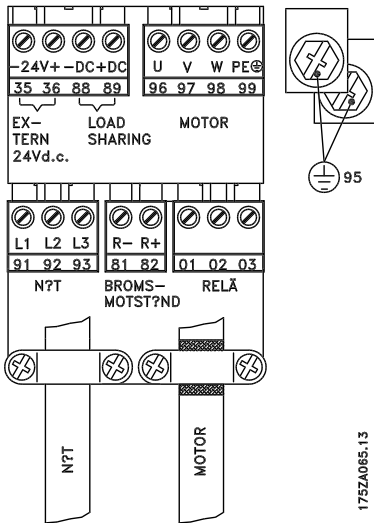 -24V+ -DC+DC
35 36 88 89
EX-
TERN
24Vd.c.
LOAD
SHARING
U V W PE
96 97 98 99
MOTOR
95
L1 L2 L3
91 92 93
N?T
R- R+
81 82
BROMS-
MOTST?ND
01 02 03
RELÄ
N?T
MOTOR
175ZA065.13